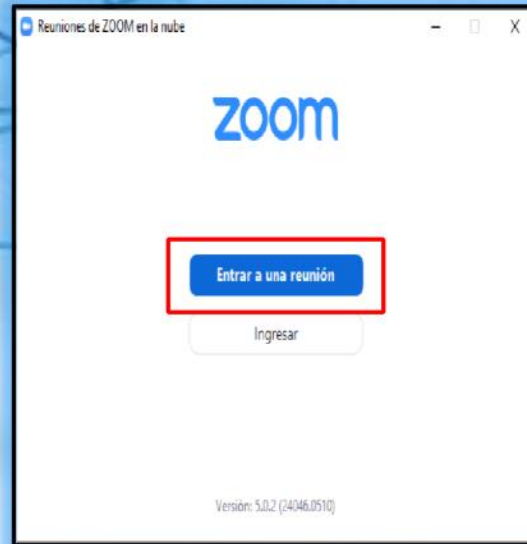 Reuniones de ZOOM en la nube
zoom
Entrar a una reunión
Ingresar
Versión: 5.0.2 (24046.0510)